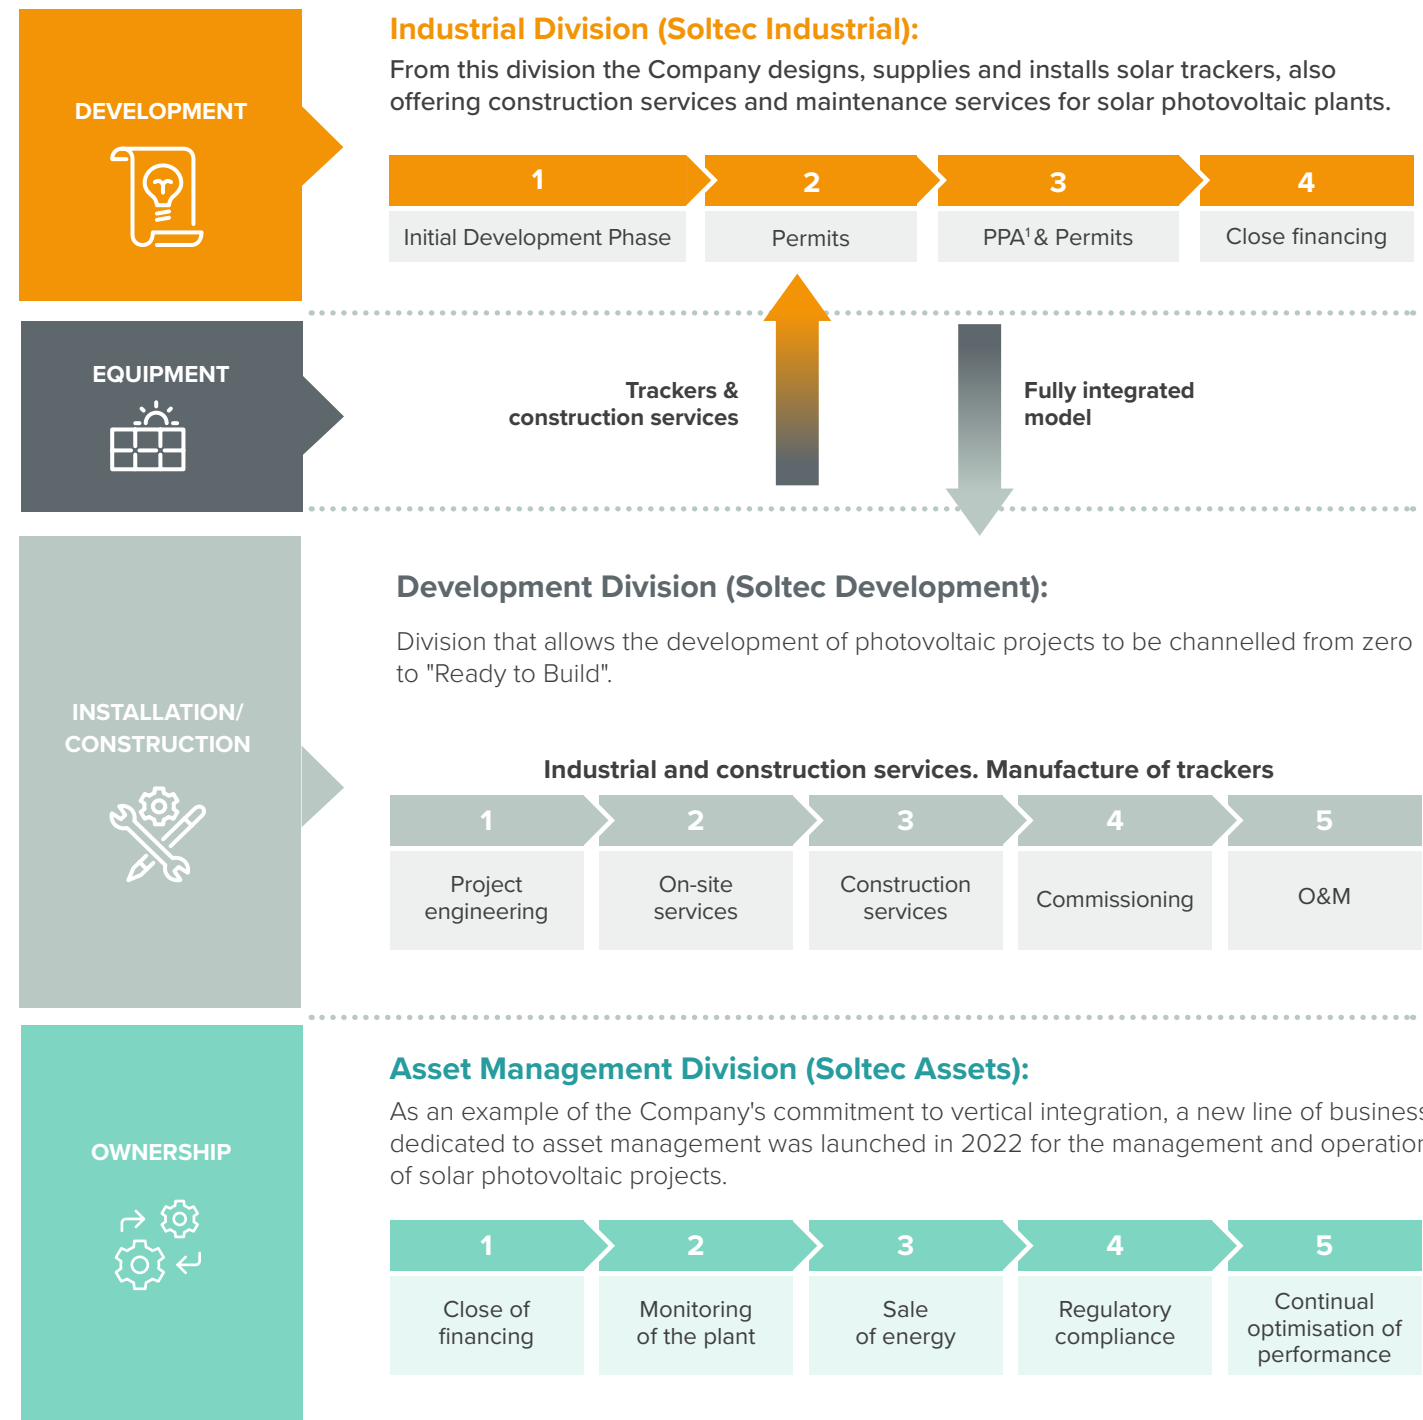 DEVELOPMENT
Industrial Division (Soltec Industrial):
From this division the Company designs, supplies and installs solar trackers, also
offering construction services and maintenance services for solar photovoltaic plants.
1
2
3
4
Initial Development Phase
Permits
PPA¹ & Permits
Close financing
EQUIPMENT
Trackers &
construction services
Fully integrated
model
INSTALLATION/
CONSTRUCTION
Development Division (Soltec Development):
Division that allows the development of photovoltaic projects to be channelled from zero
to "Ready to Build".
Industrial and construction services. Manufacture of trackers
1
2
3
4
5
Project
engineering
On-site
services
Construction
services
Commissioning
O&M
OWNERSHIP
Asset Management Division (Soltec Assets):
As an example of the Company's commitment to vertical integration, a new line of business
dedicated to asset management was launched in 2022 for the management and operation
of solar photovoltaic projects.
1
2
3
4
5
Close of
financing
Monitoring
of the plant
Sale
of energy
Regulatory
compliance
Continual
optimisation of
performance